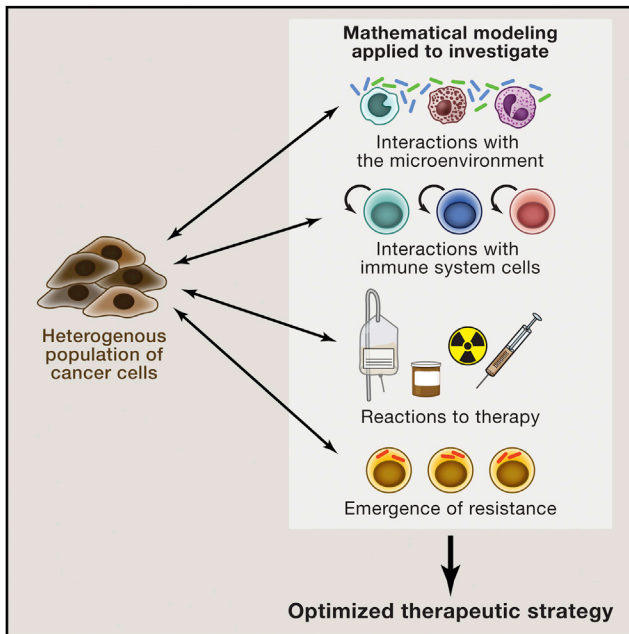 Mathematical modeling
applied to investigate
Interactions with
the microenvironment
Interactions with
immune system cells
Heterogenous
population of
cancer cells
Reactions to therapy
Emergence of resistance
Optimized therapeutic strategy